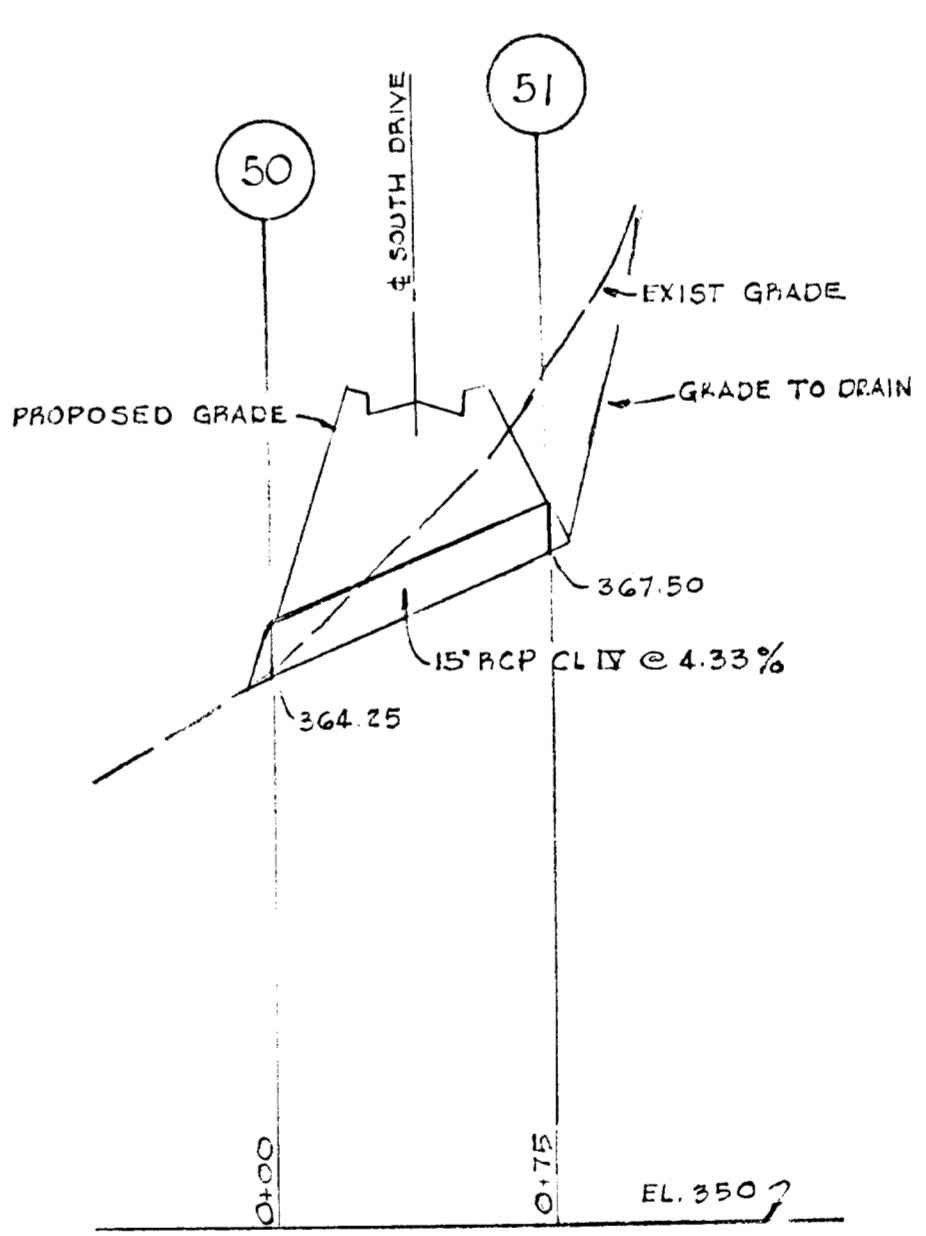 50
℄ SOUTH DRIVE
51
EXIST GRADE
GRADE TO DRAIN
PROPOSED GRADE
367.50
15" RCP CL IV @ 4.33%
364.25
0+00
0+75
EL. 350